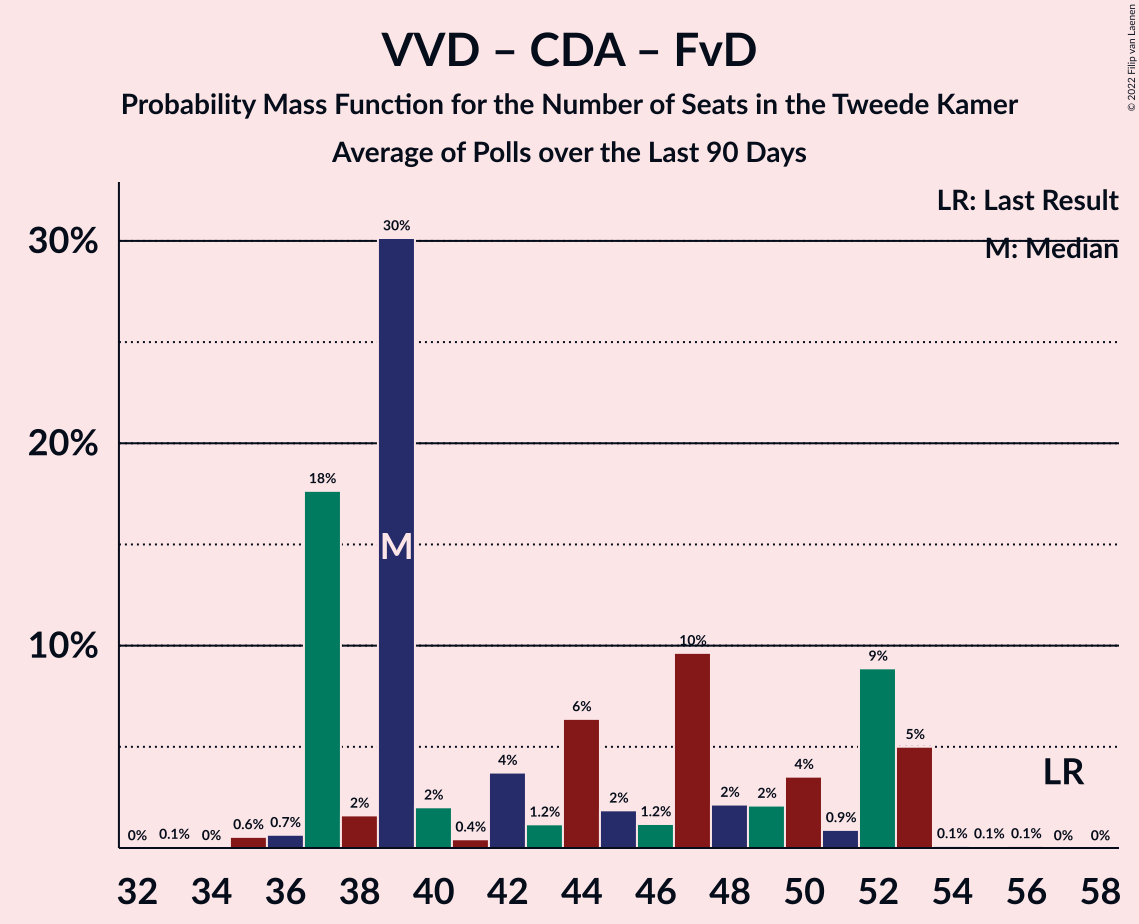 VVD – CDA – FvD
Probability Mass Function for the Number of Seats in the Tweede Kamer
Average of Polls over the Last 90 Days
© 2022 Filip van Laenen
LR: Last Result
M: Median
30%
20%
10%
0% 0.1% 0% 0.6% 0.7% 18% 2% 30% 2% 0.4% 4% 1.2% 6% 2% 1.2% 10% 2% 2% 4% 0.9% 9% 5% 0.1% 0.1% 0.1% 0% 0%
M
LR
32 34 36 38 40 42 44 46 48 50 52 54 56 58